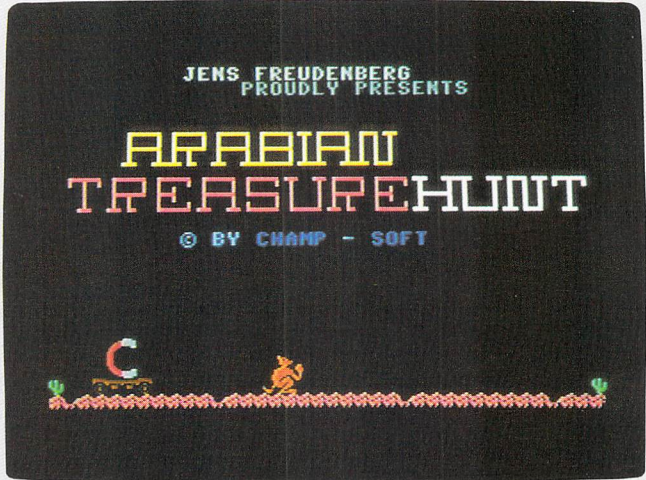 JENS FREUDENBERG
PROUDLY PRESENTS
ARABIAN
TREASUREHUNT
© BY CHAMP - SOFT